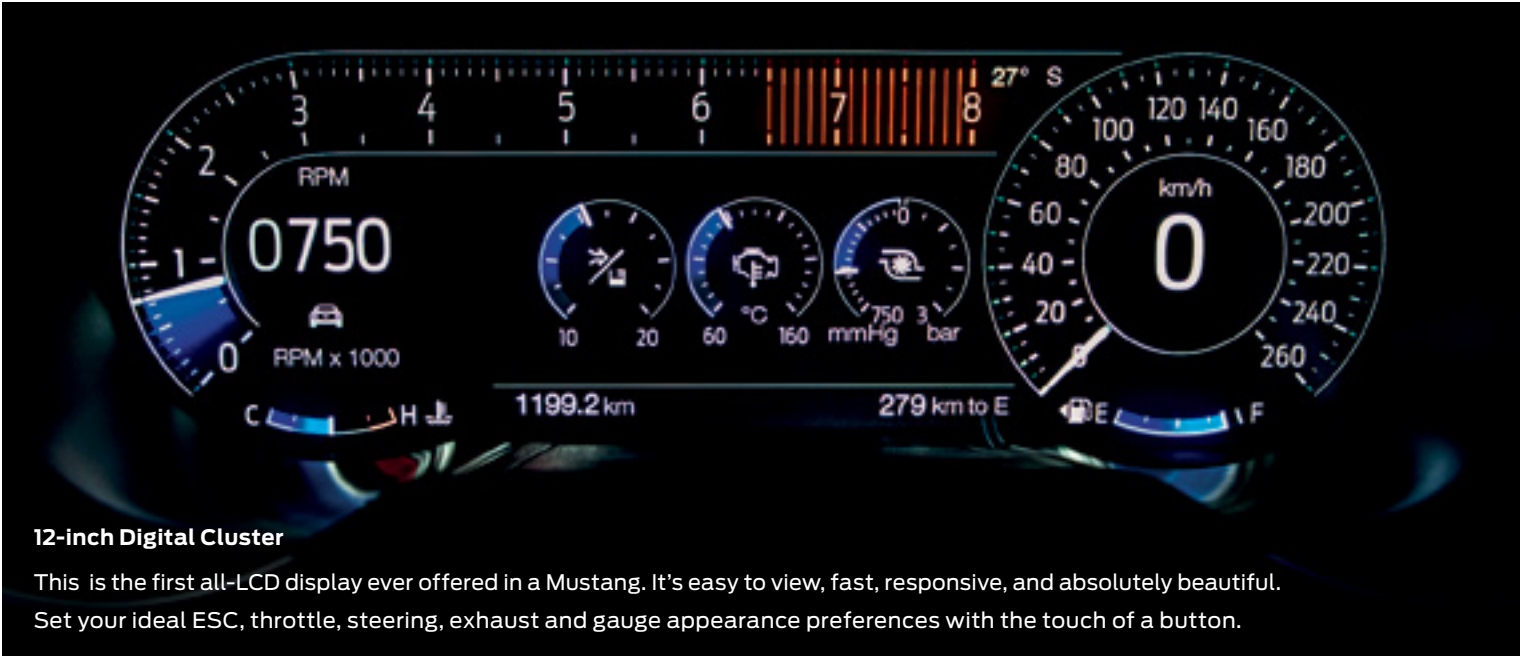 3 4 5 6 7 8 27° S
2
RPM
0750
1
0
RPM x 1000
C H
10 20
°C
60 160
0
750 3
mmHg bar
1199.2 km 279 km to E
0 20 40 60 80 100 120 140 160 180 200 220 240 260
km/h
0
E F
12-inch Digital Cluster
This is the first all-LCD display ever offered in a Mustang. It’s easy to view, fast, responsive, and absolutely beautiful.
Set your ideal ESC, throttle, steering, exhaust and gauge appearance preferences with the touch of a button.